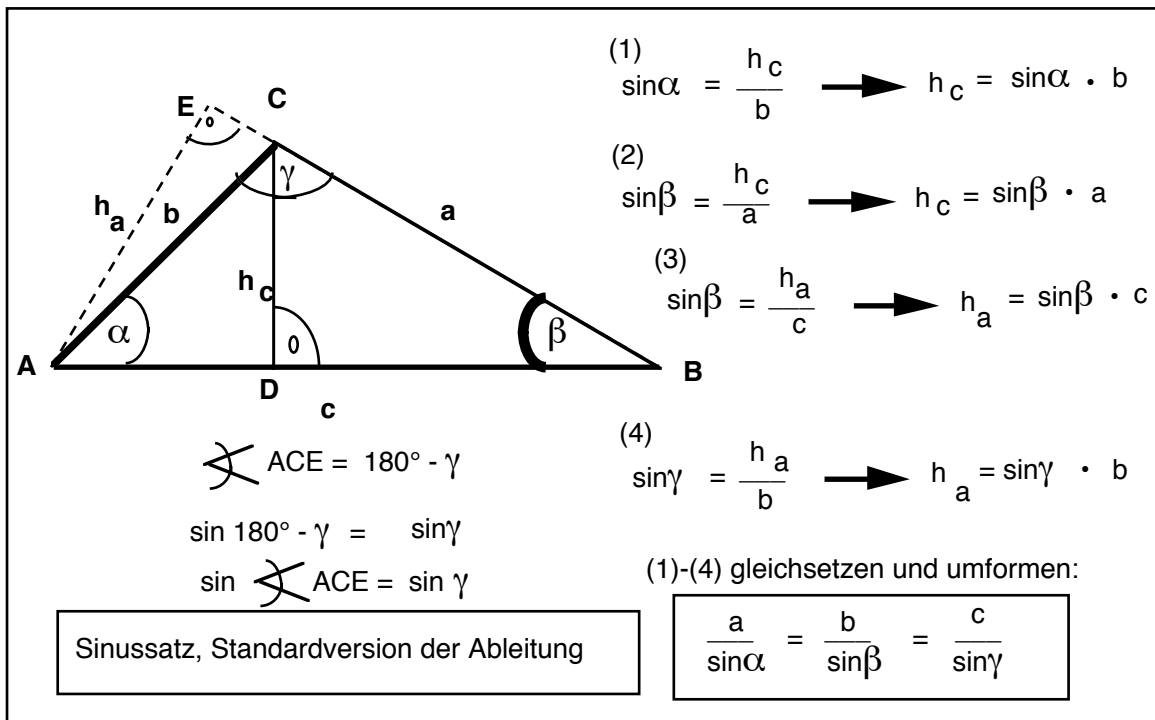 E
C
γ
h a
b
a
h c
α
β
A
D
B
c
∢ ACE = 180° - γ
sin 180° - γ = sinγ
sin ∢ ACE = sin γ
Sinussatz, Standardversion der Ableitung
(1)
sinα = h c / b → h c = sinα · b
(2)
sinβ = h c / a → h c = sinβ · a
(3)
sinβ = h a / c → h a = sinβ · c
(4)
sinγ = h a / b → h a = sinγ · b
(1)-(4) gleichsetzen und umformen:
a / sinα = b / sinβ = c / sinγ